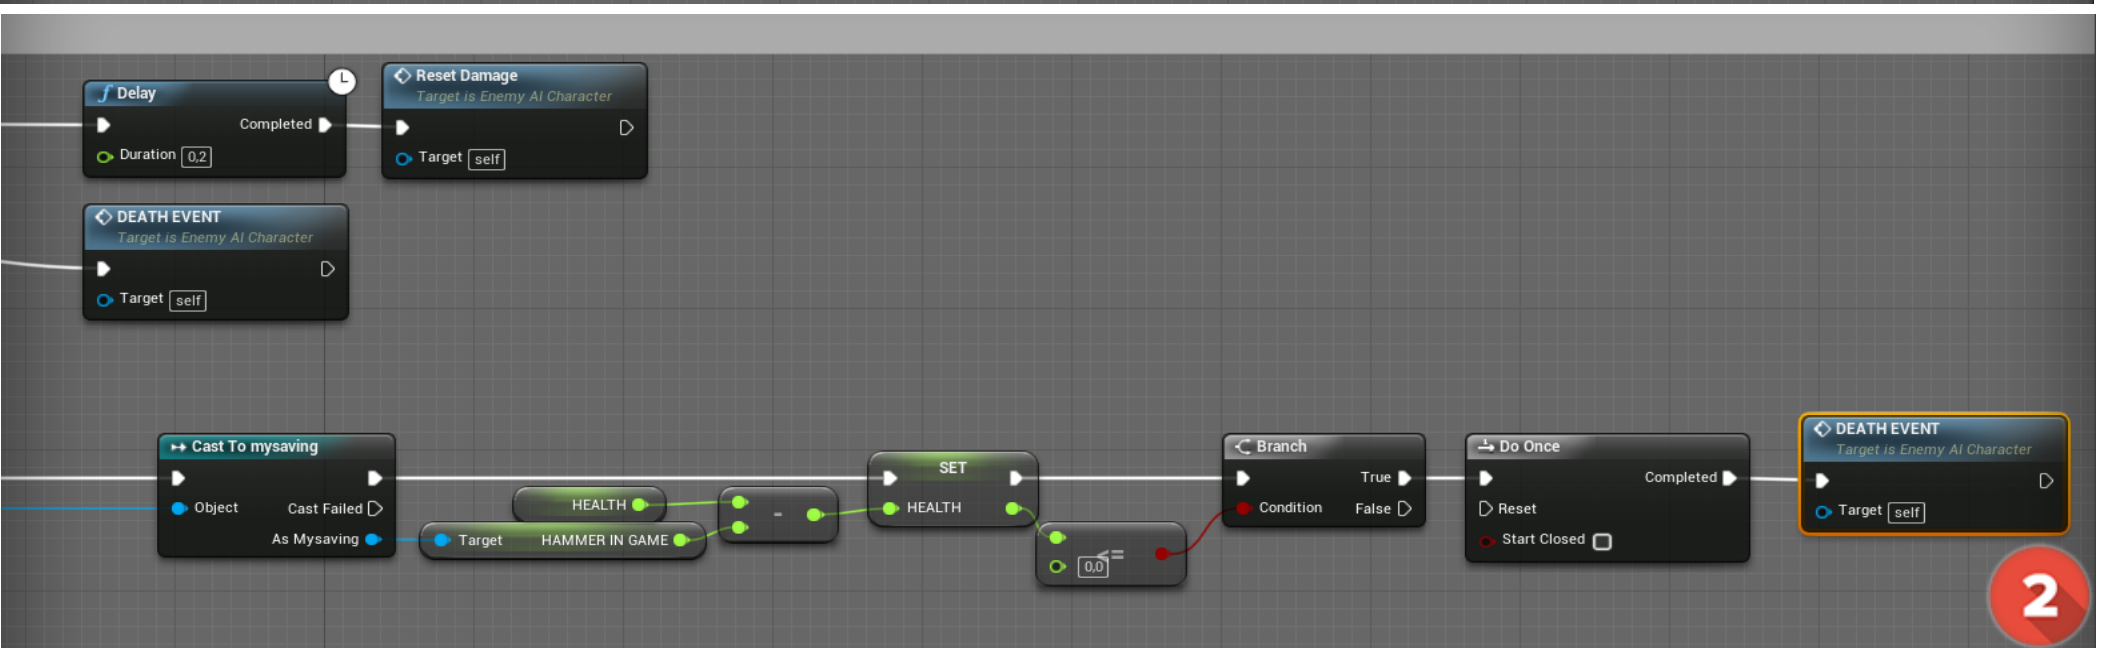 Delay
Completed
Duration 0,2
Reset Damage
Target is Enemy AI Character
Target self
DEATH EVENT
Target is Enemy AI Character
Target self
Cast To mysaving
Object
Cast Failed
As Mysaving
HEALTH
Target HAMMER IN GAME
-
SET
HEALTH
<=
0,0
Branch
True
Condition False
Do Once
Completed
Reset
Start Closed
DEATH EVENT
Target is Enemy AI Character
Target self
2